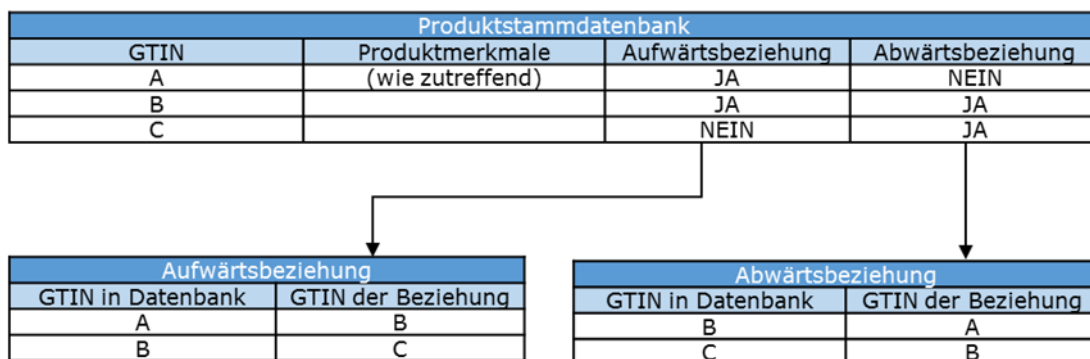 Produktstammdatenbank
GTIN Produktmerkmale Aufwärtsbeziehung Abwärtsbeziehung
A (wie zutreffend) JA NEIN
B JA JA
C NEIN JA
Aufwärtsbeziehung
GTIN in Datenbank GTIN der Beziehung
A B
B C
Abwärtsbeziehung
GTIN in Datenbank GTIN der Beziehung
B A
C B